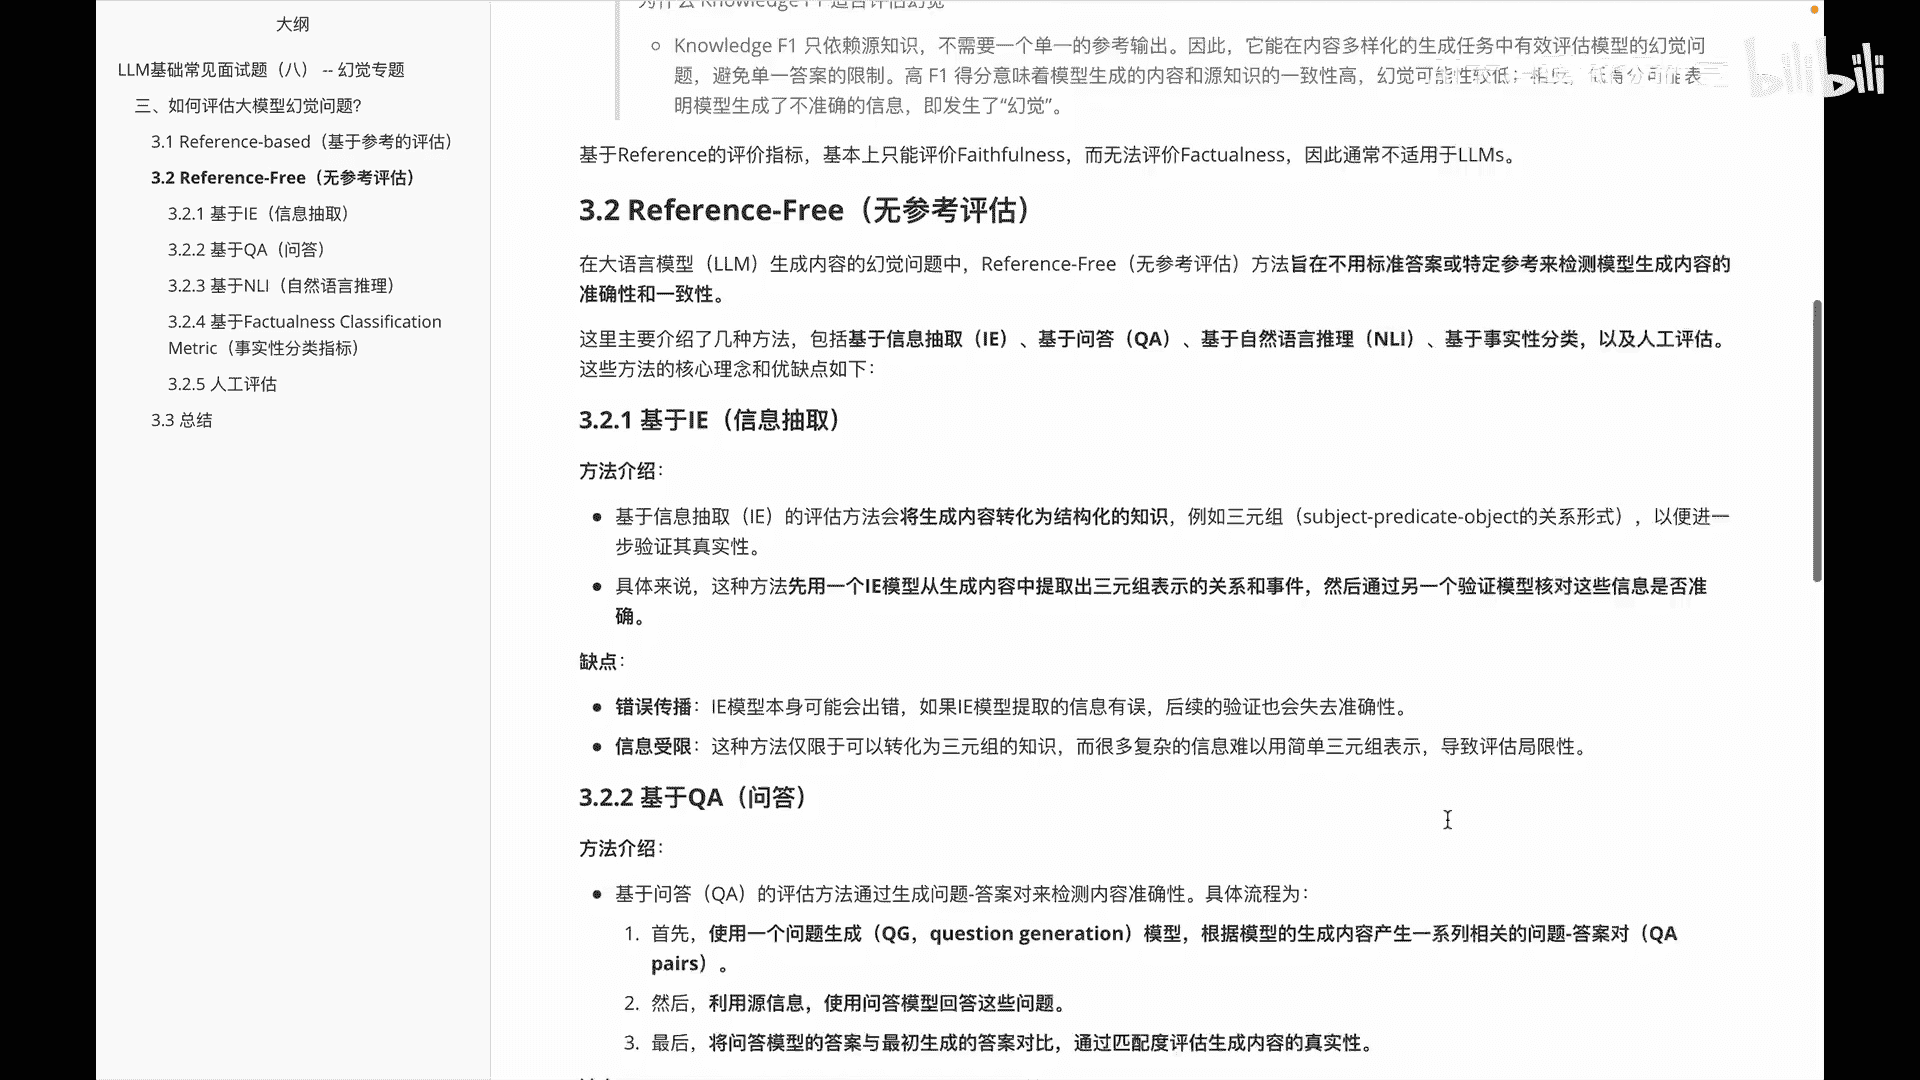 大纲
LLM基础常见面试题（八） -- 幻觉专题
三、如何评估大模型幻觉问题?
3.1 Reference-based（基于参考的评估）
3.2 Reference-Free（无参考评估）
3.2.1 基于IE（信息抽取）
3.2.2 基于QA（问答）
3.2.3 基于NLI（自然语言推理）
3.2.4 基于Factualness Classification
Metric（事实性分类指标）
3.2.5 人工评估
3.3 总结
为什么 Knowledge F1 适合评估幻觉
Knowledge F1 只依赖源知识，不需要一个单一的参考输出。因此，它能在内容多样化的生成任务中有效评估模型的幻觉问
题，避免单一答案的限制。高 F1 得分意味着模型生成的内容和源知识的一致性高，幻觉可能性较低；
明模型生成了不准确的信息，即发生了“幻觉”。
bilibili
基于Reference的评价指标，基本上只能评价Faithfulness，而无法评价Factualness，因此通常不适用于LLMs。
3.2 Reference-Free（无参考评估）
在大语言模型（LLM）生成内容的幻觉问题中，Reference-Free（无参考评估）方法旨在不用标准答案或特定参考来检测模型生成内容的
准确性和一致性。
这里主要介绍了几种方法，包括基于信息抽取（IE）、基于问答（QA）、基于自然语言推理（NLI）、基于事实性分类，以及人工评估。
这些方法的核心理念和优缺点如下：
3.2.1 基于IE（信息抽取）
方法介绍：
● 基于信息抽取（IE）的评估方法会将生成内容转化为结构化的知识，例如三元组（subject-predicate-object的关系形式），以便进一
步验证其真实性。
● 具体来说，这种方法先用一个IE模型从生成内容中提取出三元组表示的关系和事件，然后通过另一个验证模型核对这些信息是否准
确。
缺点：
● 错误传播：IE模型本身可能会出错，如果IE模型提取的信息有误，后续的验证也会失去准确性。
● 信息受限：这种方法仅限于可以转化为三元组的知识，而很多复杂的信息难以用简单三元组表示，导致评估局限性。
3.2.2 基于QA（问答）
方法介绍：
● 基于问答（QA）的评估方法通过生成问题-答案对来检测内容准确性。具体流程为：
1. 首先，使用一个问题生成（QG，question generation）模型，根据模型的生成内容产生一系列相关的问题-答案对（QA
pairs）。
2. 然后，利用源信息，使用问答模型回答这些问题。
3. 最后，将问答模型的答案与最初生成的答案对比，通过匹配度评估生成内容的真实性。